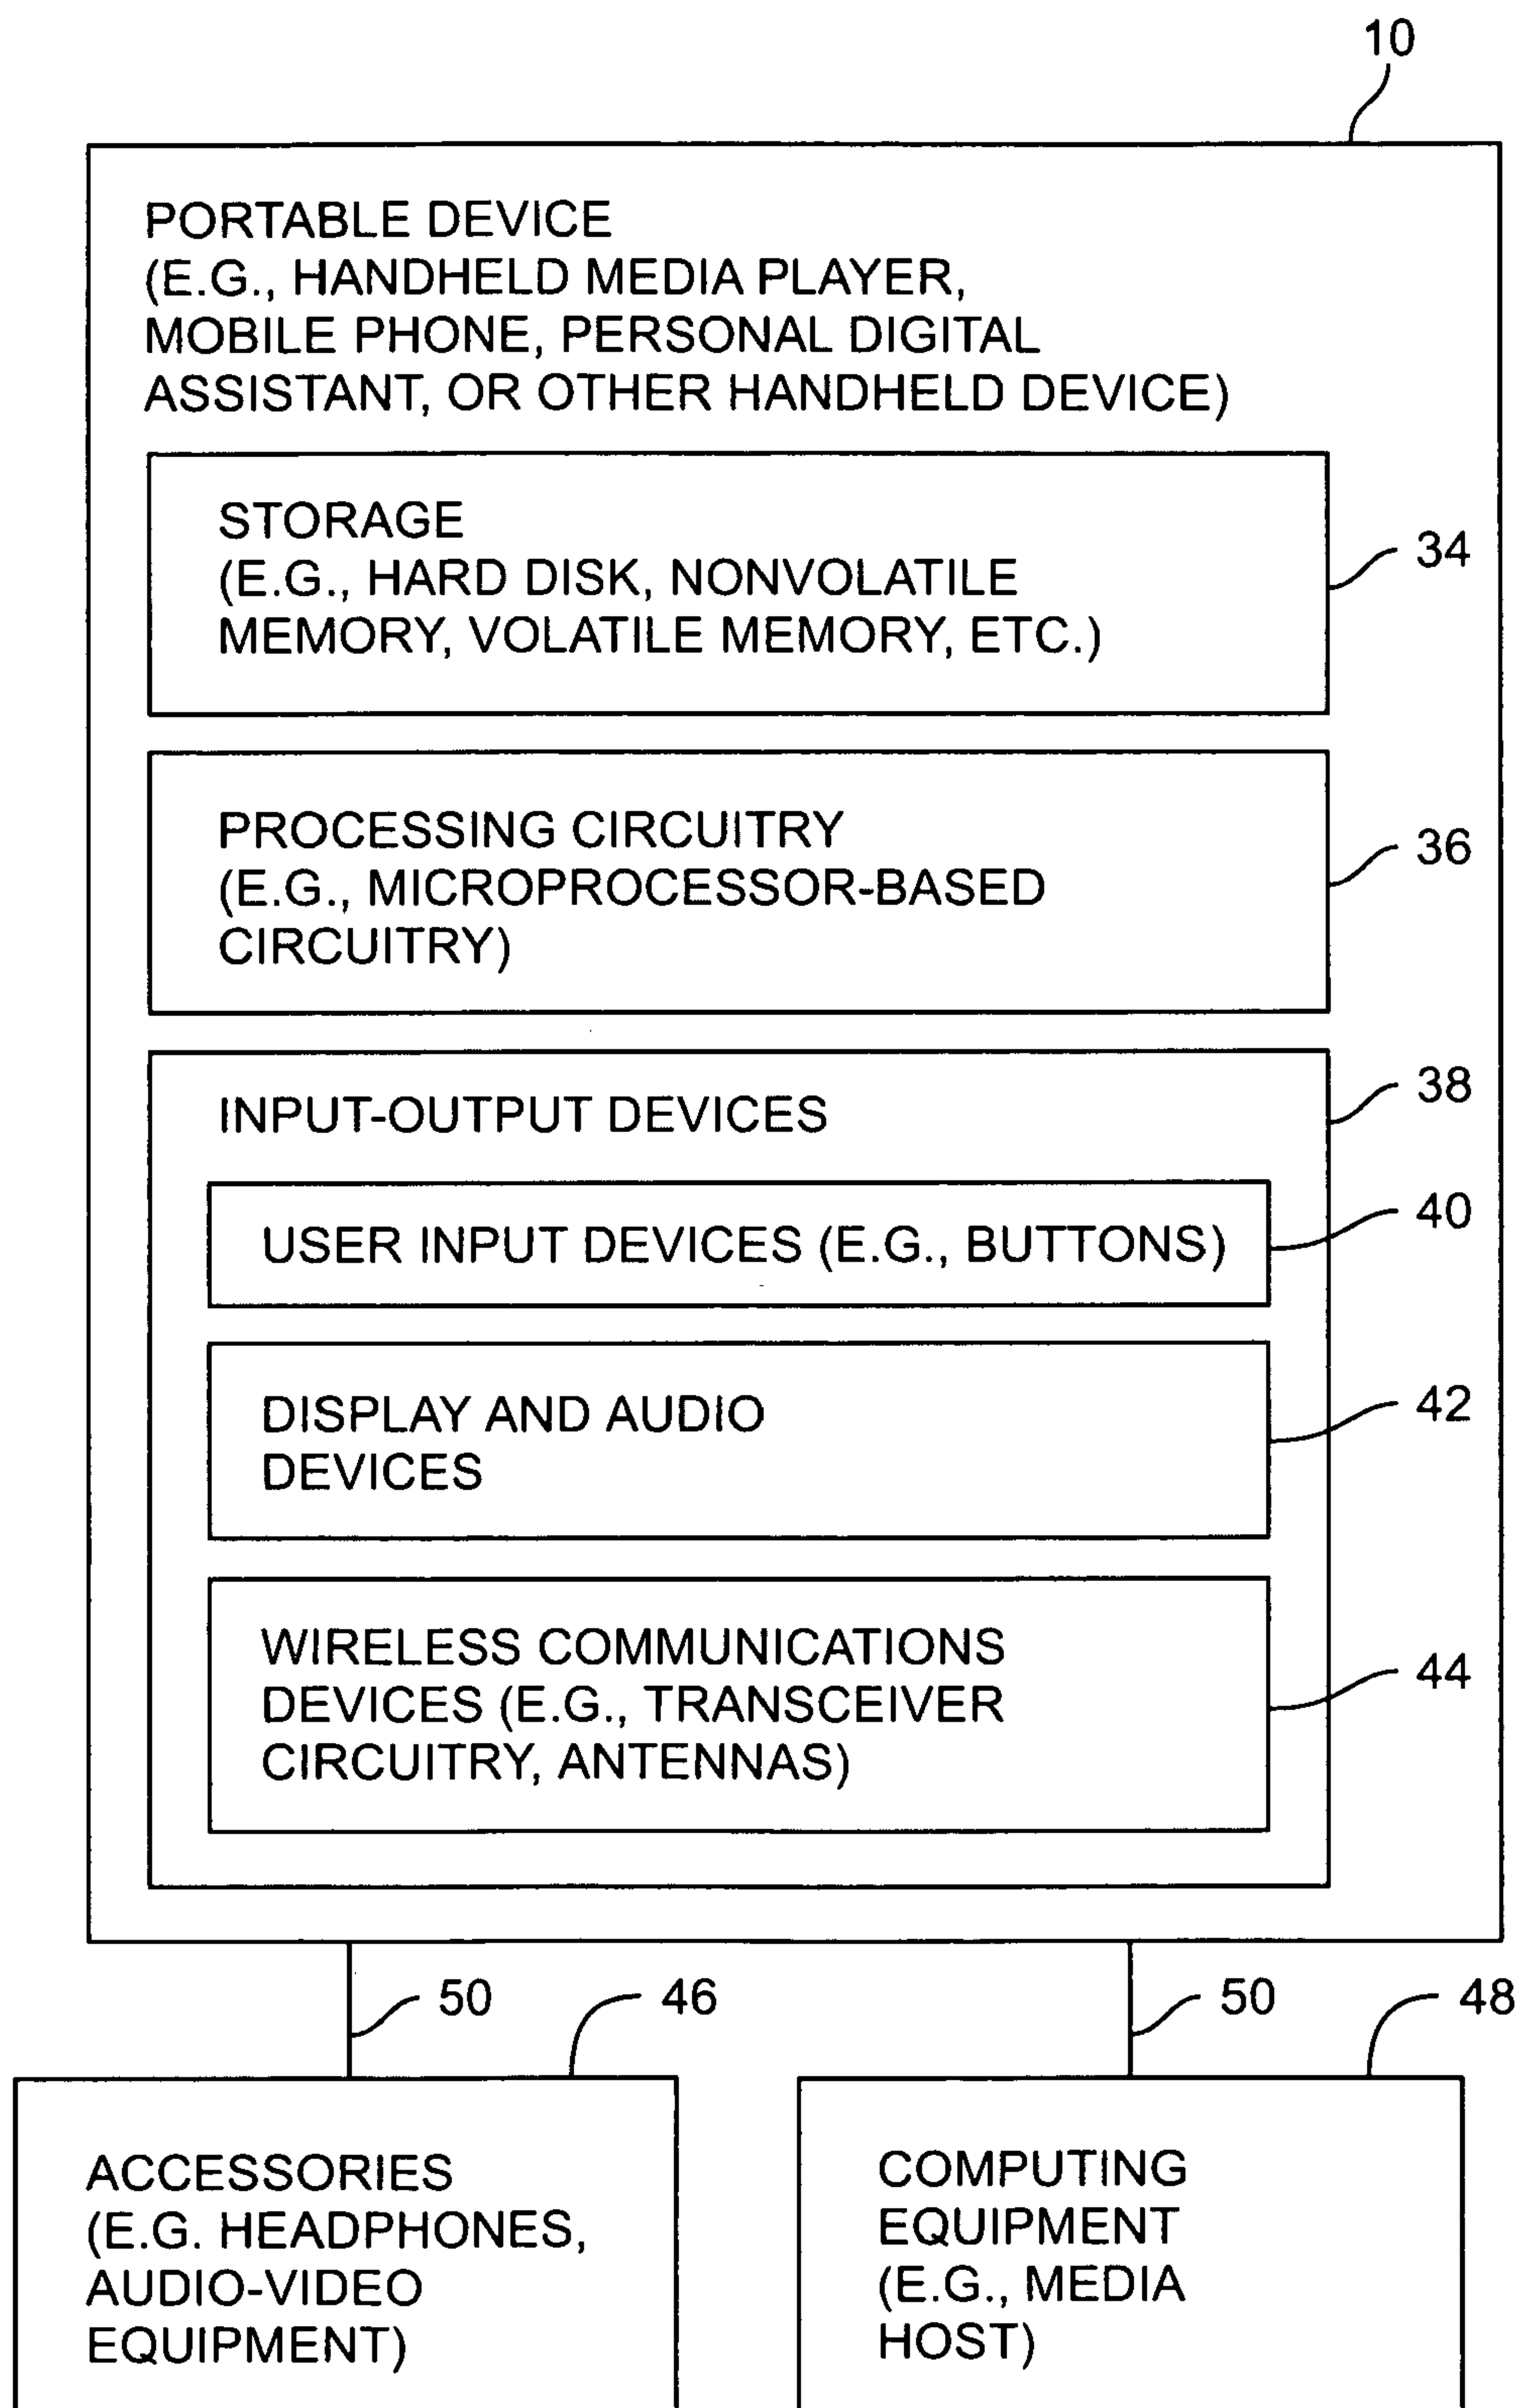 10
PORTABLE DEVICE
(E.G., HANDHELD MEDIA PLAYER,
MOBILE PHONE, PERSONAL DIGITAL
ASSISTANT, OR OTHER HANDHELD DEVICE)
STORAGE
(E.G., HARD DISK, NONVOLATILE
MEMORY, VOLATILE MEMORY, ETC.)
34
PROCESSING CIRCUITRY
(E.G., MICROPROCESSOR-BASED
CIRCUITRY)
36
INPUT-OUTPUT DEVICES
38
USER INPUT DEVICES (E.G., BUTTONS)
40
DISPLAY AND AUDIO
DEVICES
42
WIRELESS COMMUNICATIONS
DEVICES (E.G., TRANSCEIVER
CIRCUITRY, ANTENNAS)
44
50
46
50
48
ACCESSORIES
(E.G. HEADPHONES,
AUDIO-VIDEO
EQUIPMENT)
COMPUTING
EQUIPMENT
(E.G., MEDIA
HOST)